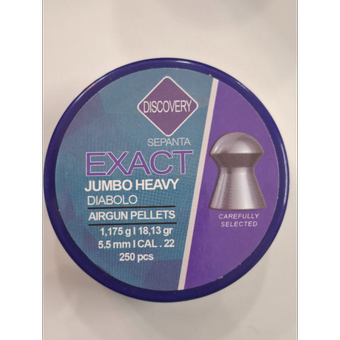 DISCOVERY
SEPANTA
EXACT
JUMBO HEAVY
DIABOLO
AIRGUN PELLETS
1,175 g I 18,13 gr
5.5 mm I CAL . 22
250 pcs
CAREFULLY
SELECTED